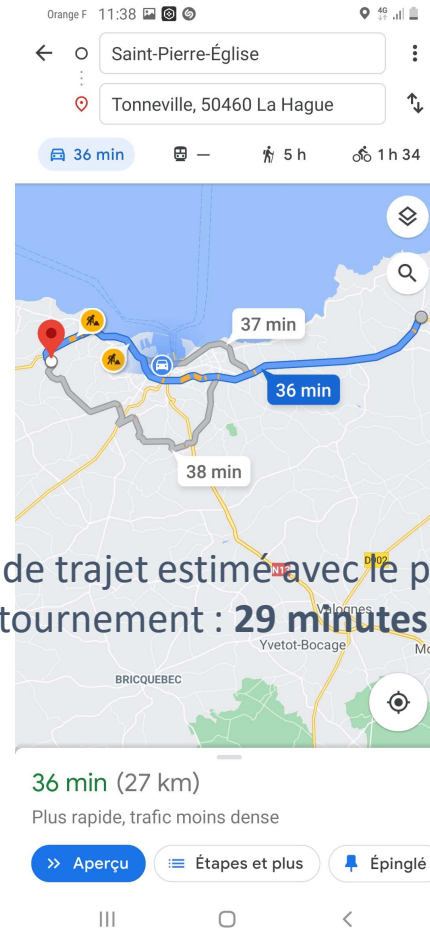 Orange F 11:38
4G
Saint-Pierre-Église
Tonneville, 50460 La Hague
36 min — 5 h 1 h 34
37 min
36 min
38 min
de trajet estimé avec le p
N13
D902
tournement : 29 minutes
Valognes
Yvetot-Bocage
Mo
BRICQUEBEC
36 min (27 km)
Plus rapide, trafic moins dense
Aperçu Étapes et plus Épinglé